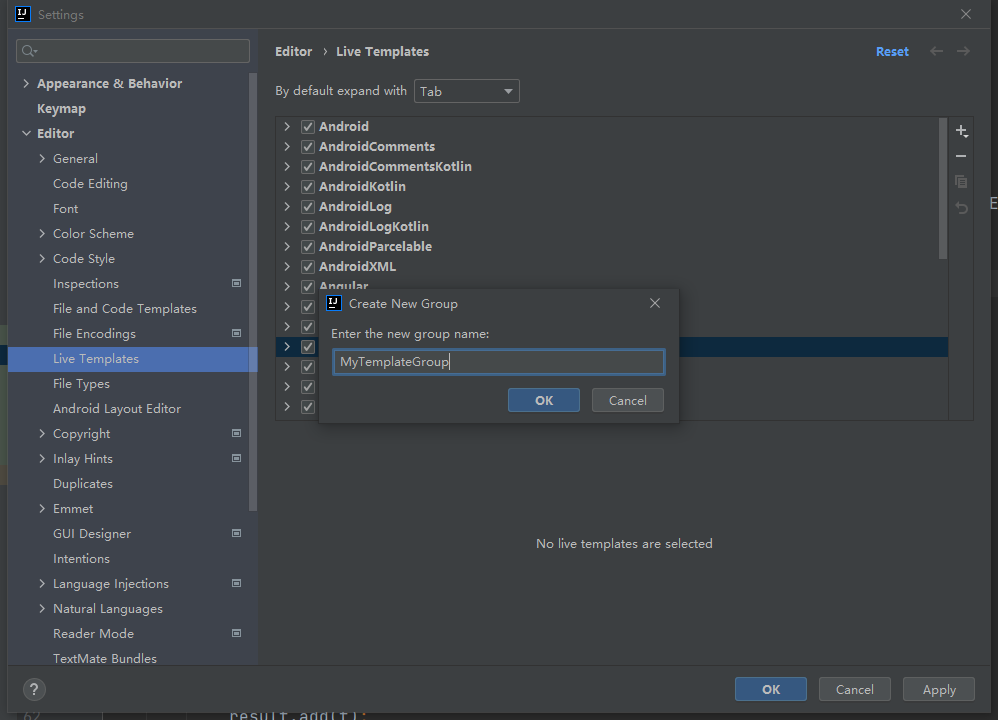 Settings
Appearance & Behavior
Keymap
Editor
General
Code Editing
Font
Color Scheme
Code Style
Inspections
File and Code Templates
File Encodings
Live Templates
File Types
Android Layout Editor
Copyright
Inlay Hints
Duplicates
Emmet
GUI Designer
Intentions
Language Injections
Natural Languages
Reader Mode
TextMate Bundles
Editor › Live Templates
Reset
By default expand with Tab
Android
AndroidComments
AndroidCommentsKotlin
AndroidKotlin
AndroidLog
AndroidLogKotlin
AndroidParcelable
AndroidXML
Angular
Create New Group
Enter the new group name:
MyTemplateGroup
OK
Cancel
No live templates are selected
?
OK
Cancel
Apply
E
62
result.add(f);